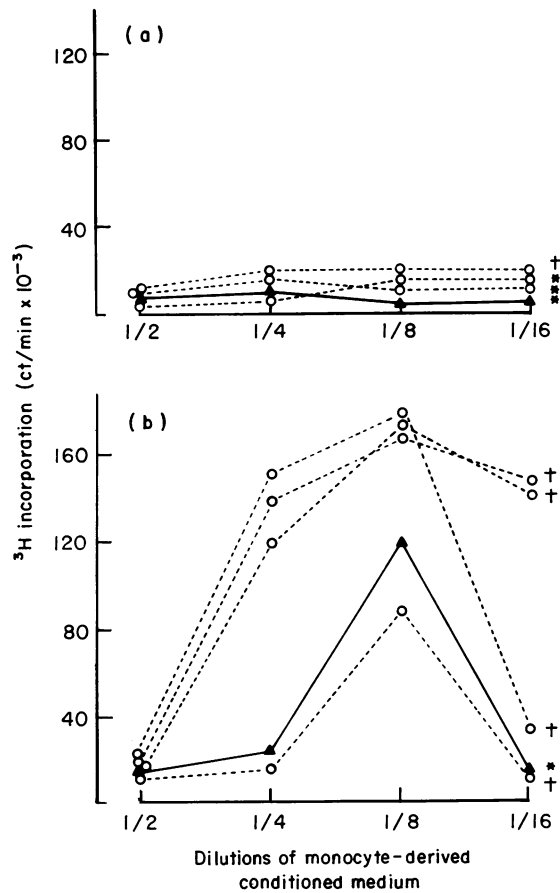 (a)
120
80
40
†
*
*
*
1/2 1/4 1/8 1/16
³H incorporation (ct/min x 10⁻³)
(b)
160
120
80
40
†
†
†
*
†
1/2 1/4 1/8 1/16
Dilutions of monocyte-derived
conditioned medium